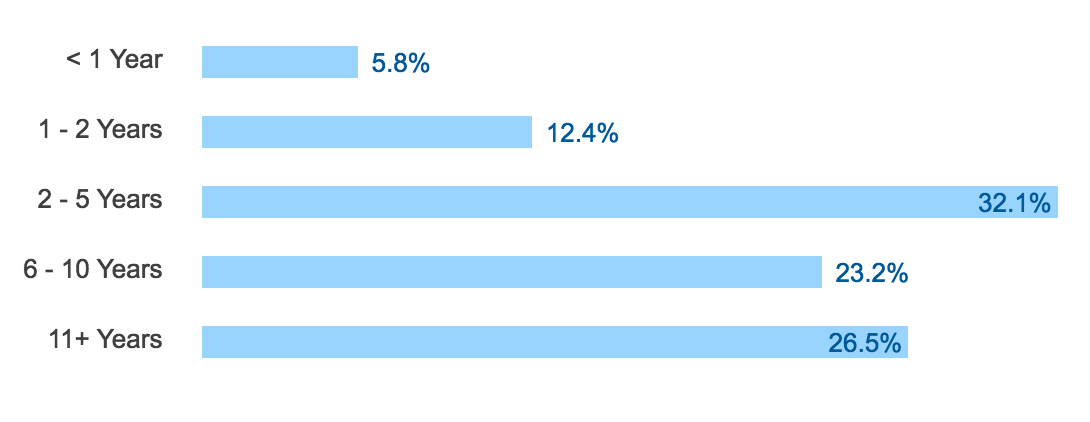 < 1 Year 5.8%
1 - 2 Years 12.4%
2 - 5 Years 32.1%
6 - 10 Years 23.2%
11+ Years 26.5%